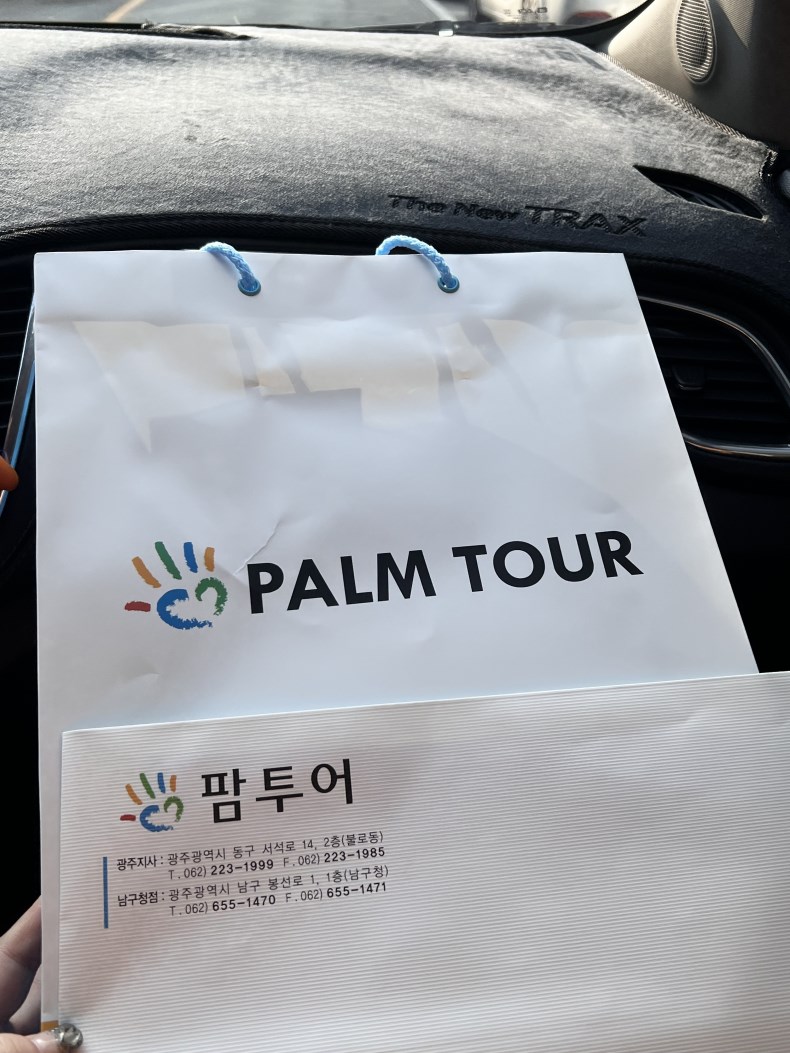 The New TRAX
PALM TOUR
팜투어
광주지사 : 광주광역시 동구 서석로 14, 2층(불로동)
T.062) 223-1999 F.062) 223-1985
남구청점 : 광주광역시 남구 봉선로 1, 1층(남구청)
T.062) 655-1470 F.062) 655-1471